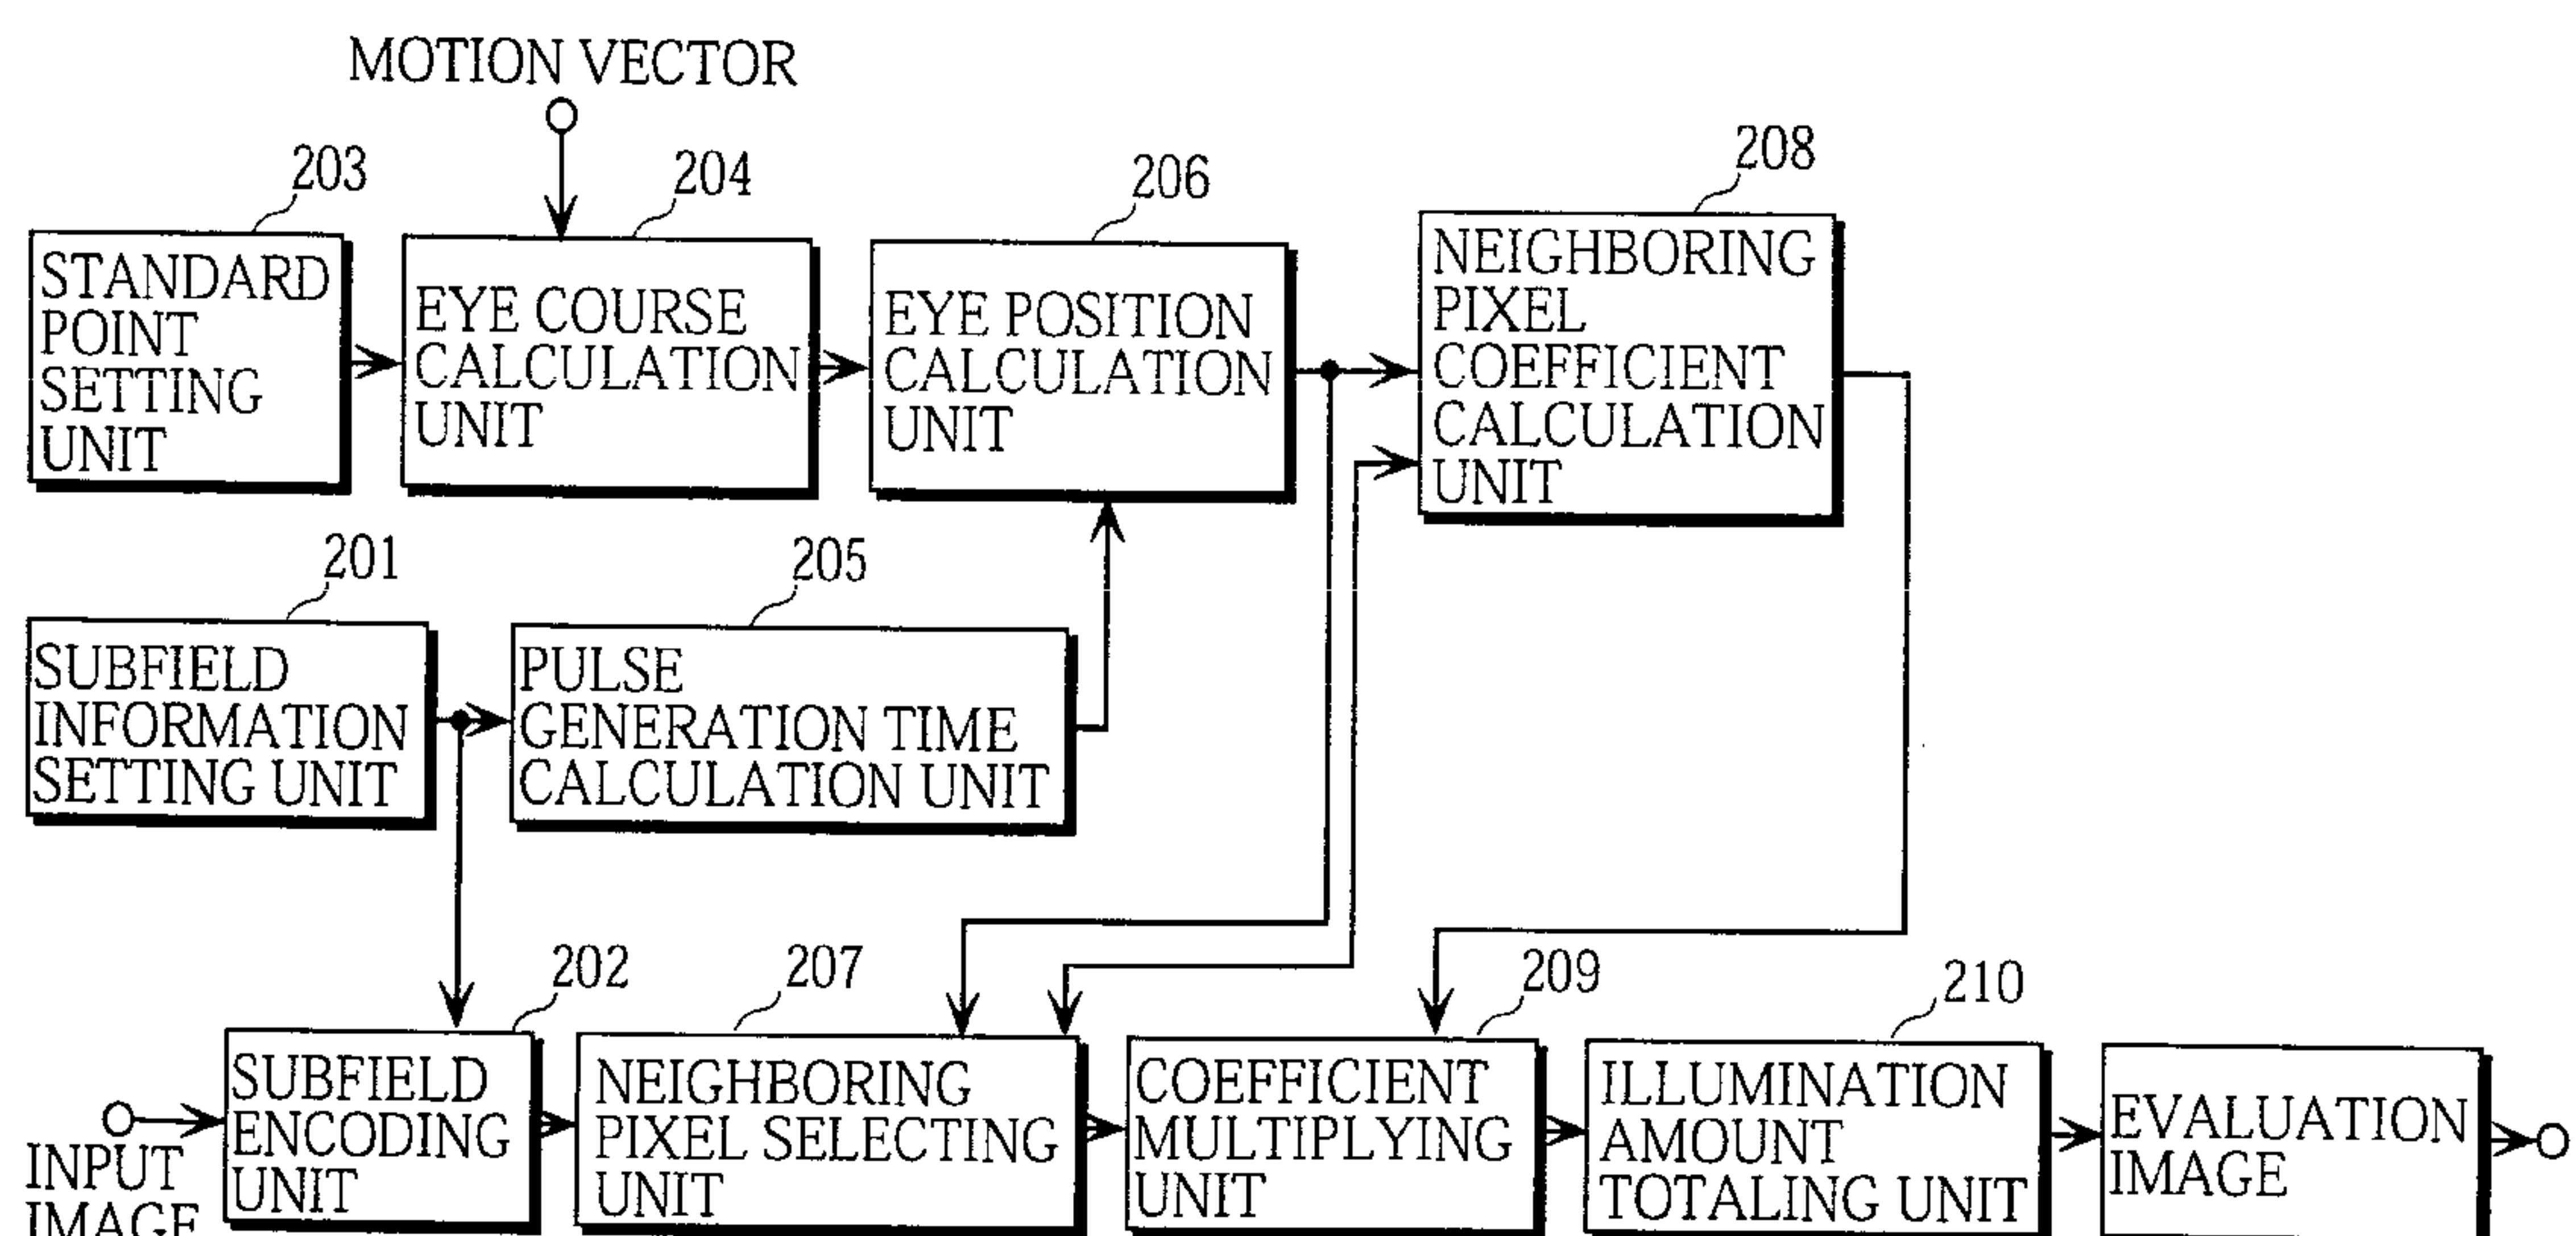 MOTION VECTOR
203
204
206
208
STANDARD
POINT
SETTING
UNIT
EYE COURSE
CALCULATION
UNIT
EYE POSITION
CALCULATION
UNIT
NEIGHBORING
PIXEL
COEFFICIENT
CALCULATION
UNIT
201
205
SUBFIELD
INFORMATION
SETTING UNIT
PULSE
GENERATION TIME
CALCULATION UNIT
202
207
209
210
INPUT
IMAGE
SUBFIELD
ENCODING
UNIT
NEIGHBORING
PIXEL SELECTING
UNIT
COEFFICIENT
MULTIPLYING
UNIT
ILLUMINATION
AMOUNT
TOTALING UNIT
EVALUATION
IMAGE